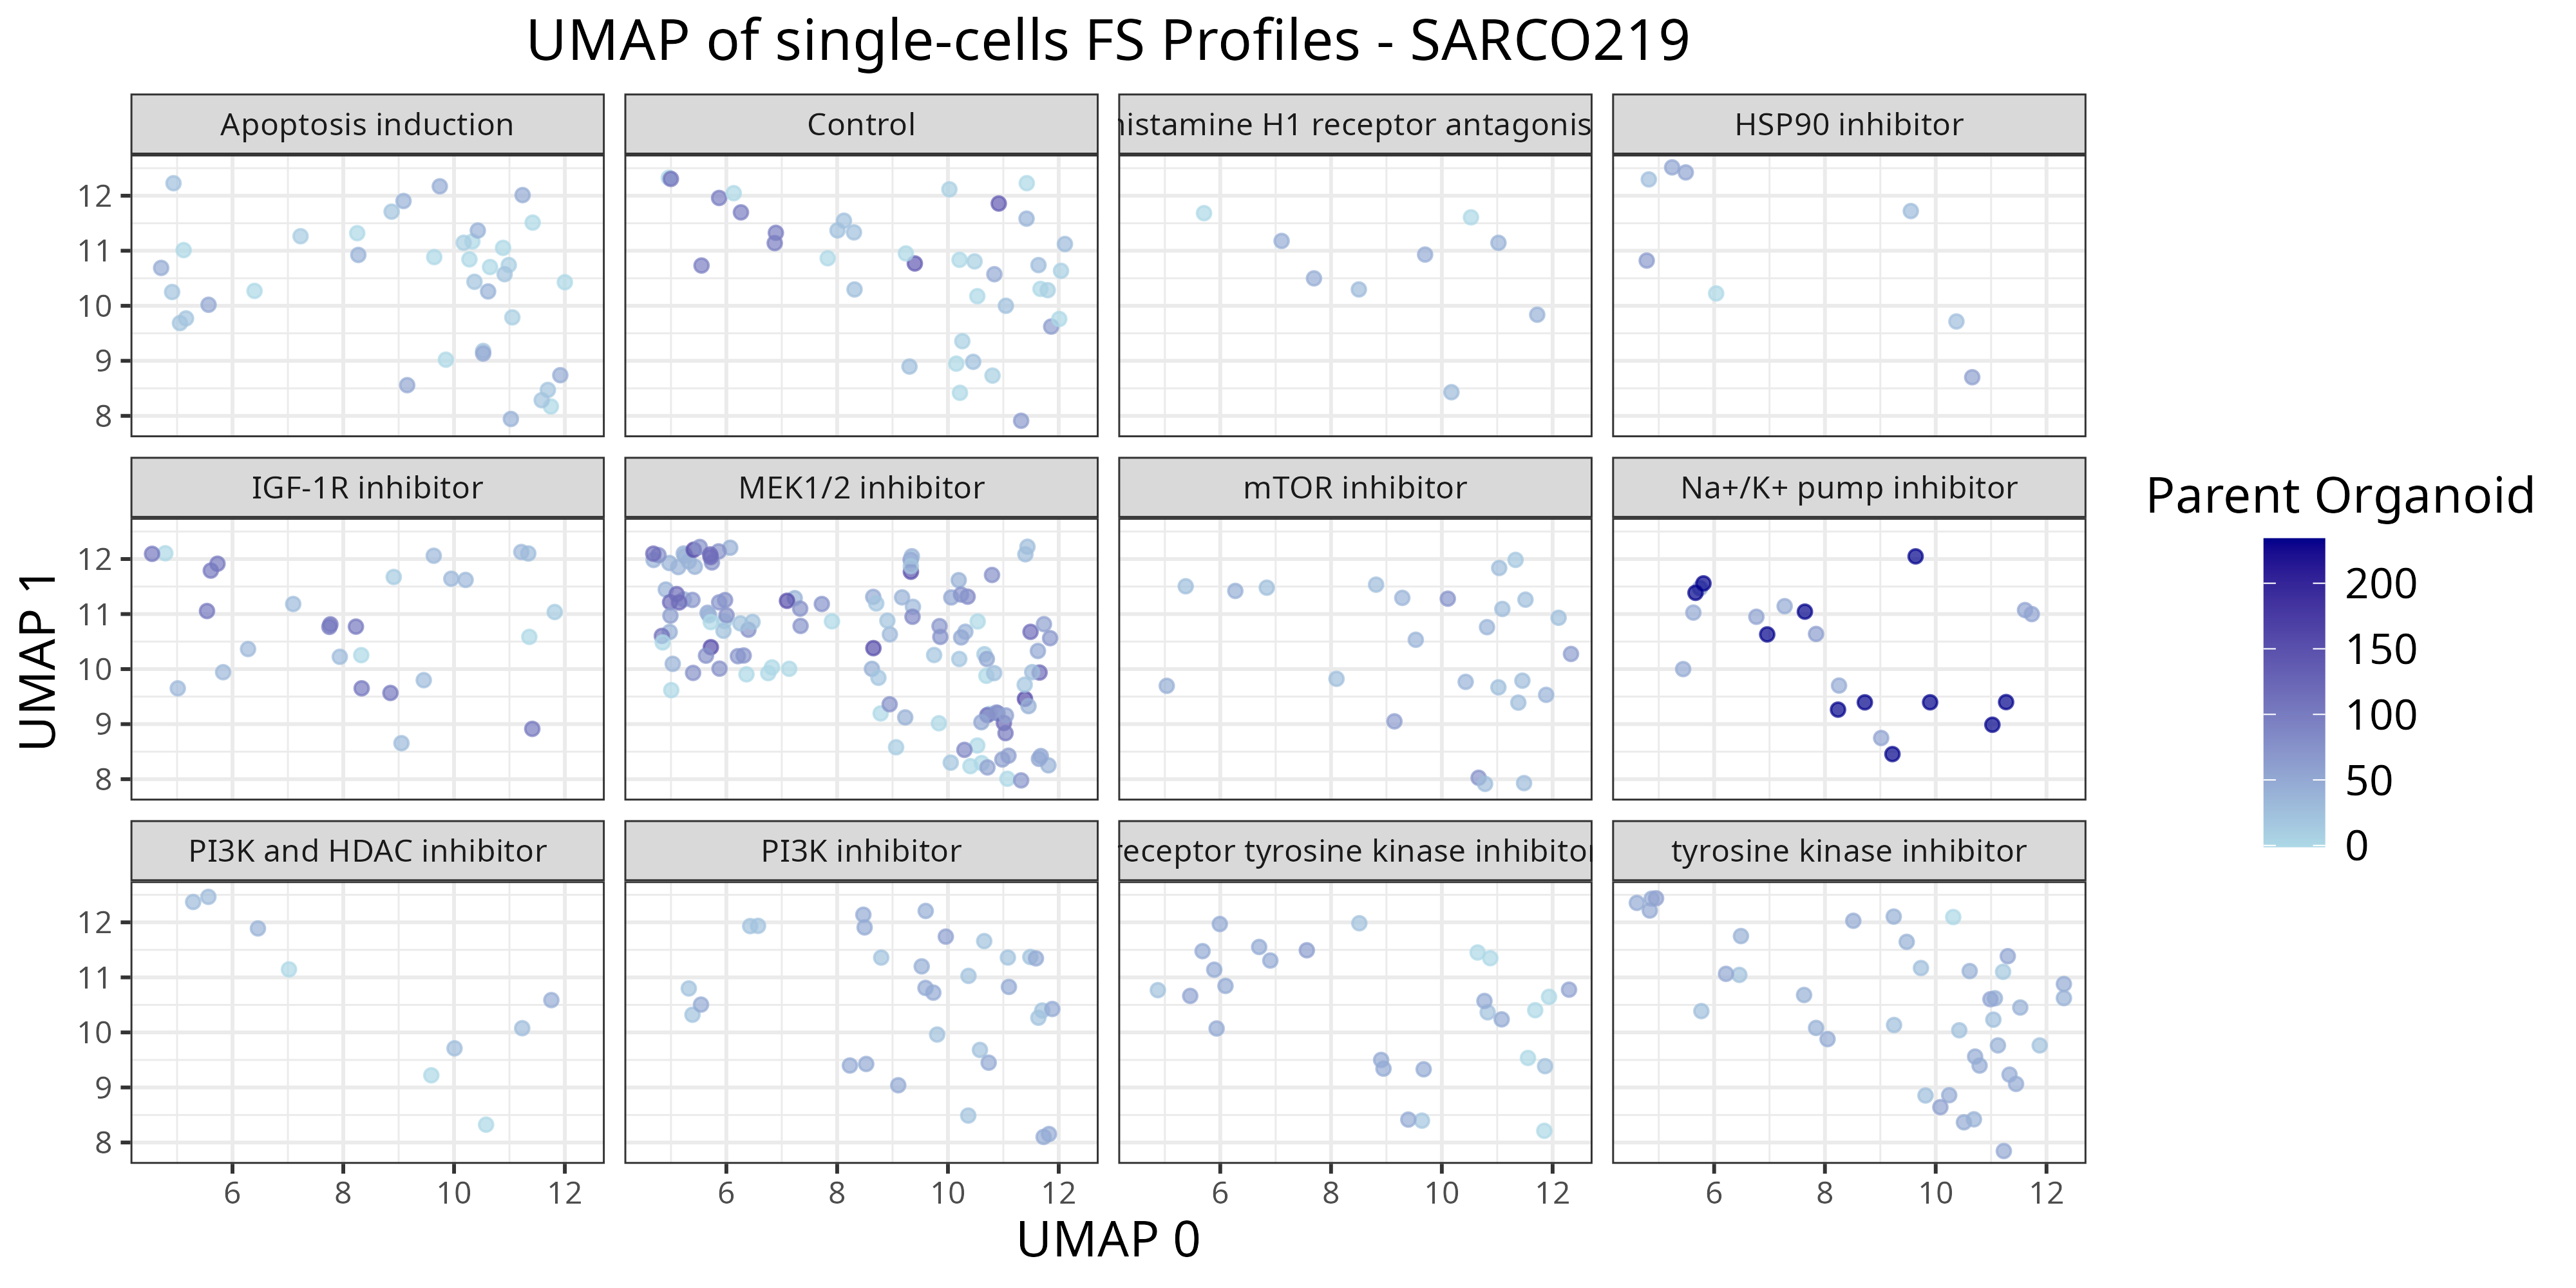 UMAP of single-cells FS Profiles - SARCO219
Apoptosis induction
Control
histamine H1 receptor antagonis
HSP90 inhibitor
12
11
10
9
8
IGF-1R inhibitor
MEK1/2 inhibitor
mTOR inhibitor
Na+/K+ pump inhibitor
12
11
10
9
8
PI3K and HDAC inhibitor
PI3K inhibitor
receptor tyrosine kinase inhibitor
tyrosine kinase inhibitor
12
11
10
9
8
6 8 10 12
6 8 10 12
6 8 10 12
6 8 10 12
UMAP 0
UMAP 1
Parent Organoid
200
150
100
50
0